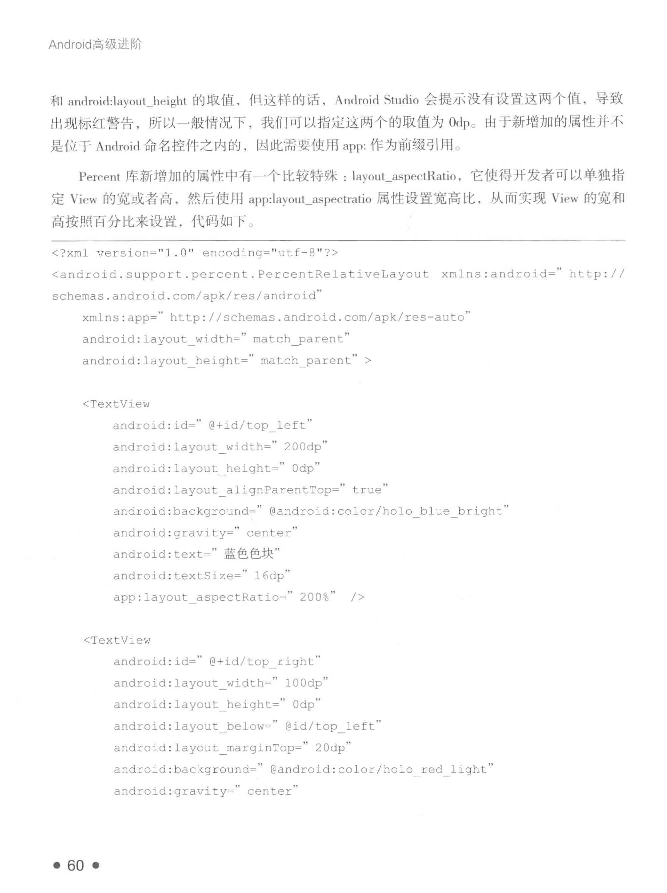 Android高级进阶
和 android:layout_height 的取值，但这样的话，Android Studio 会提示没有设置这两个值，导致
出现标红警告，所以一般情况下，我们可以指定这两个的取值为 0dp。由于新增加的属性并不
是位于 Android 命名控件之内的，因此需要使用 app: 作为前缀引用。
Percent 库新增加的属性中有一个比较特殊：layout_aspectRatio，它使得开发者可以单独指
定 View 的宽或者高，然后使用 app:layout_aspectratio 属性设置宽高比，从而实现 View 的宽和
高按照百分比来设置，代码如下。
<?xml version="1.0" encoding="utf-8"?>
<android.support.percent.PercentRelativeLayout xmlns:android=" http://
schemas.android.com/apk/res/android"
xmlns:app=" http://schemas.android.com/apk/res-auto"
android:layout_width=" match_parent"
android:layout_height=" match_parent" >
<TextView
android:id=" @+id/top_left"
android:layout_width=" 200dp"
android:layout_height=" 0dp"
android:layout_alignParentTop=" true"
android:background=" @android:color/holo_blue_bright"
android:gravity=" center"
android:text=" 蓝色色块"
android:textSize=" 16dp"
app:layout_aspectRatio=" 200%" />
<TextView
android:id=" @+id/top_right"
android:layout_width=" 100dp"
android:layout_height=" 0dp"
android:layout_below=" @id/top_left"
android:layout_marginTop=" 20dp"
android:background=" @android:color/holo_red_light"
android:gravity=" center"
• 60 •